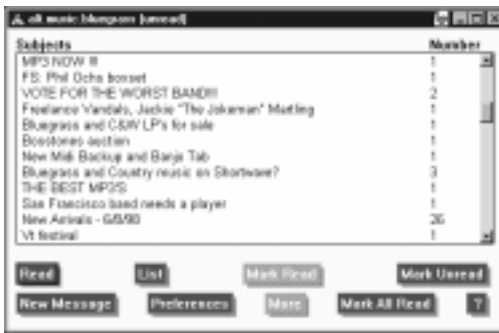 alt.music.bluegrass (unread)
Subjects Number
MP3 NOW !!! 1
FS: Phil Ochs boxset 1
VOTE FOR THE WORST BAND!!! 2
Freelance Vandals, Jackie "The Jokeman" Martling 1
Bluegrass and C&W LP's for sale 1
Bosstones auction 1
New Midi Backup and Banjo Tab 1
Bluegrass and Country music on Shortwave? 3
THE BEST MP3'S 1
San Francisco band needs a player 1
New Arrivals - 6/8/98 26
Vt festival 1
Read List Mark Read Mark Unread
New Message Preferences More Mark All Read ?